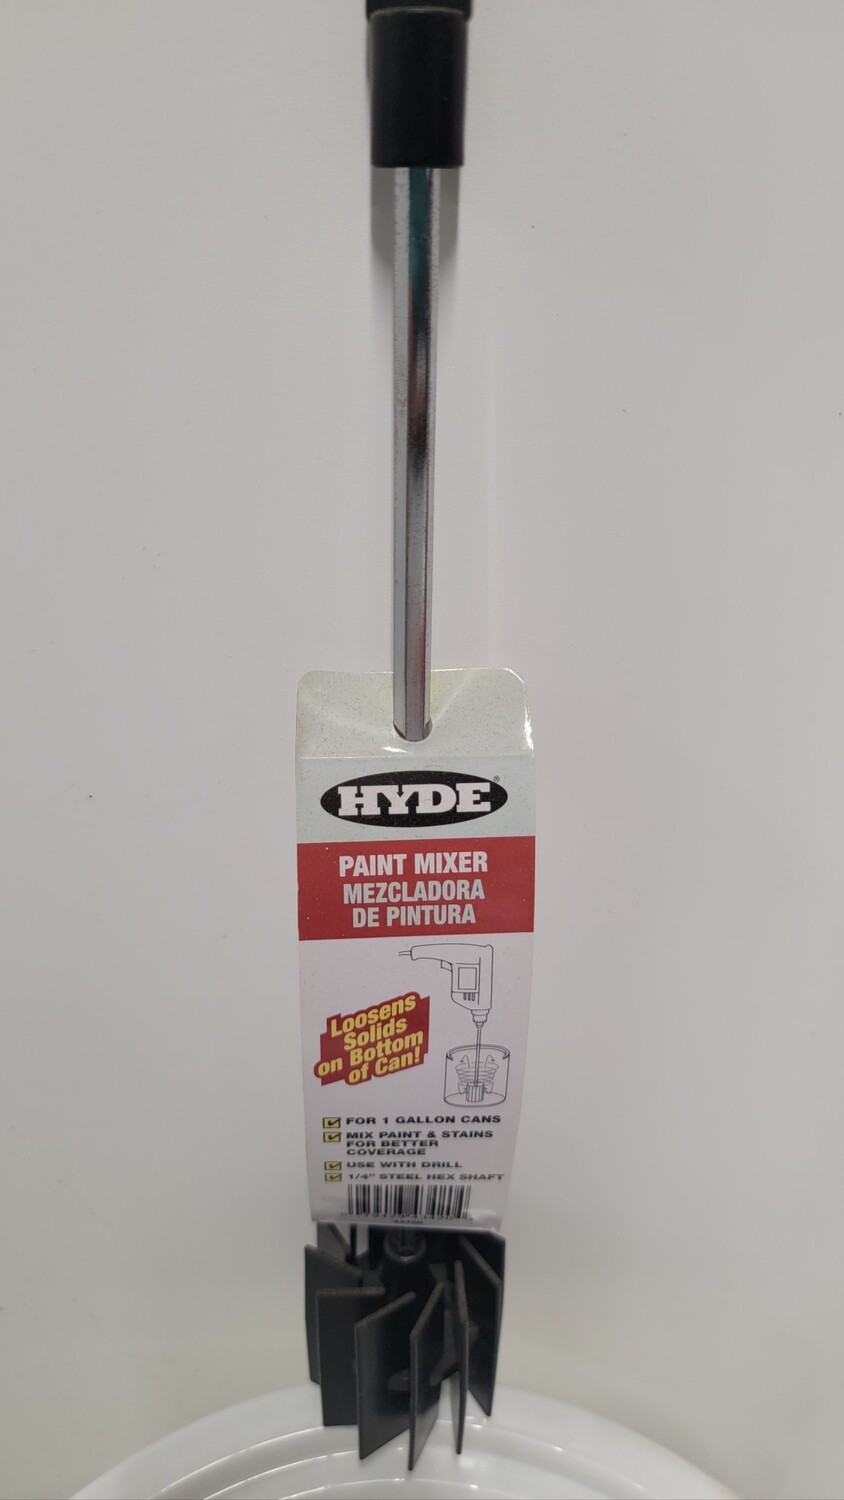 HYDE®
PAINT MIXER
MEZCLADORA
DE PINTURA
Loosens
Solids
on Bottom
of Can!
FOR 1 GALLON CANS
MIX PAINT & STAINS
FOR BETTER
COVERAGE
USE WITH DRILL
1/4" STEEL HEX SHAFT